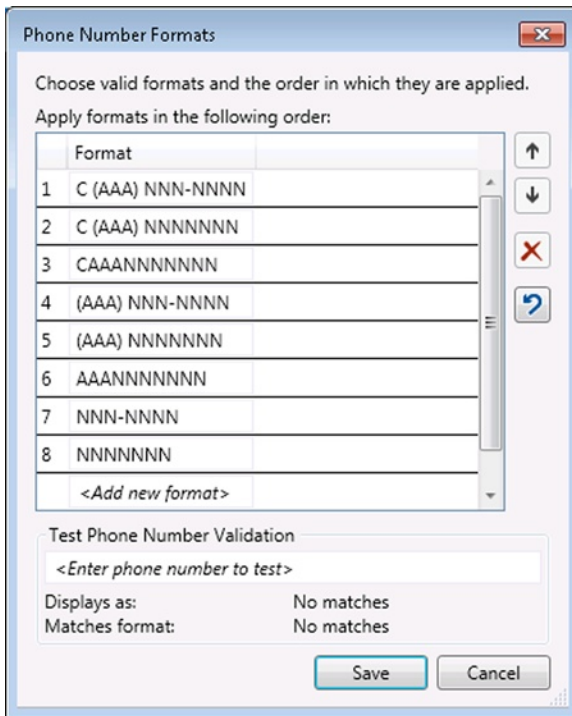 Phone Number Formats
Choose valid formats and the order in which they are applied.
Apply formats in the following order:
Format
1 C (AAA) NNN-NNNN
2 C (AAA) NNNNNNN
3 CAAANNNNNNN
4 (AAA) NNN-NNNN
5 (AAA) NNNNNNN
6 AAANNNNNNN
7 NNN-NNNN
8 NNNNNNN
<Add new format>
Test Phone Number Validation
<Enter phone number to test>
Displays as: No matches
Matches format: No matches
Save Cancel